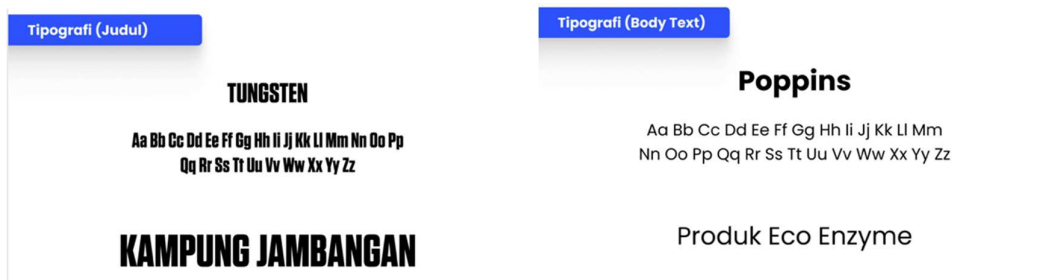 Tipografi (Judul)
TUNGSTEN
Aa Bb Cc Dd Ee Ff Gg Hh Ii Jj Kk Ll Mm Nn Oo Pp
Qq Rr Ss Tt Uu Vv Ww Xx Yy Zz
KAMPUNG JAMBANGAN
Tipografi (Body Text)
Poppins
Aa Bb Cc Dd Ee Ff Gg Hh Ii Jj Kk Ll Mm
Nn Oo Pp Qq Rr Ss Tt Uu Vv Ww Xx Yy Zz
Produk Eco Enzyme